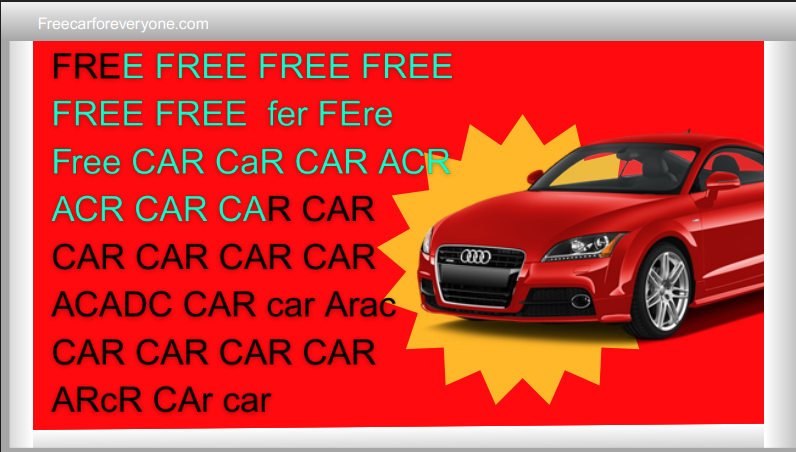 Freecarforeveryone.com
FREE FREE FREE FREE
FREE FREE  fer FEre
Free CAR CaR CAR ACR
ACR CAR CAR CAR
CAR CAR CAR CAR
ACADC CAR car Arac
CAR CAR CAR CAR
ARcR CAr car